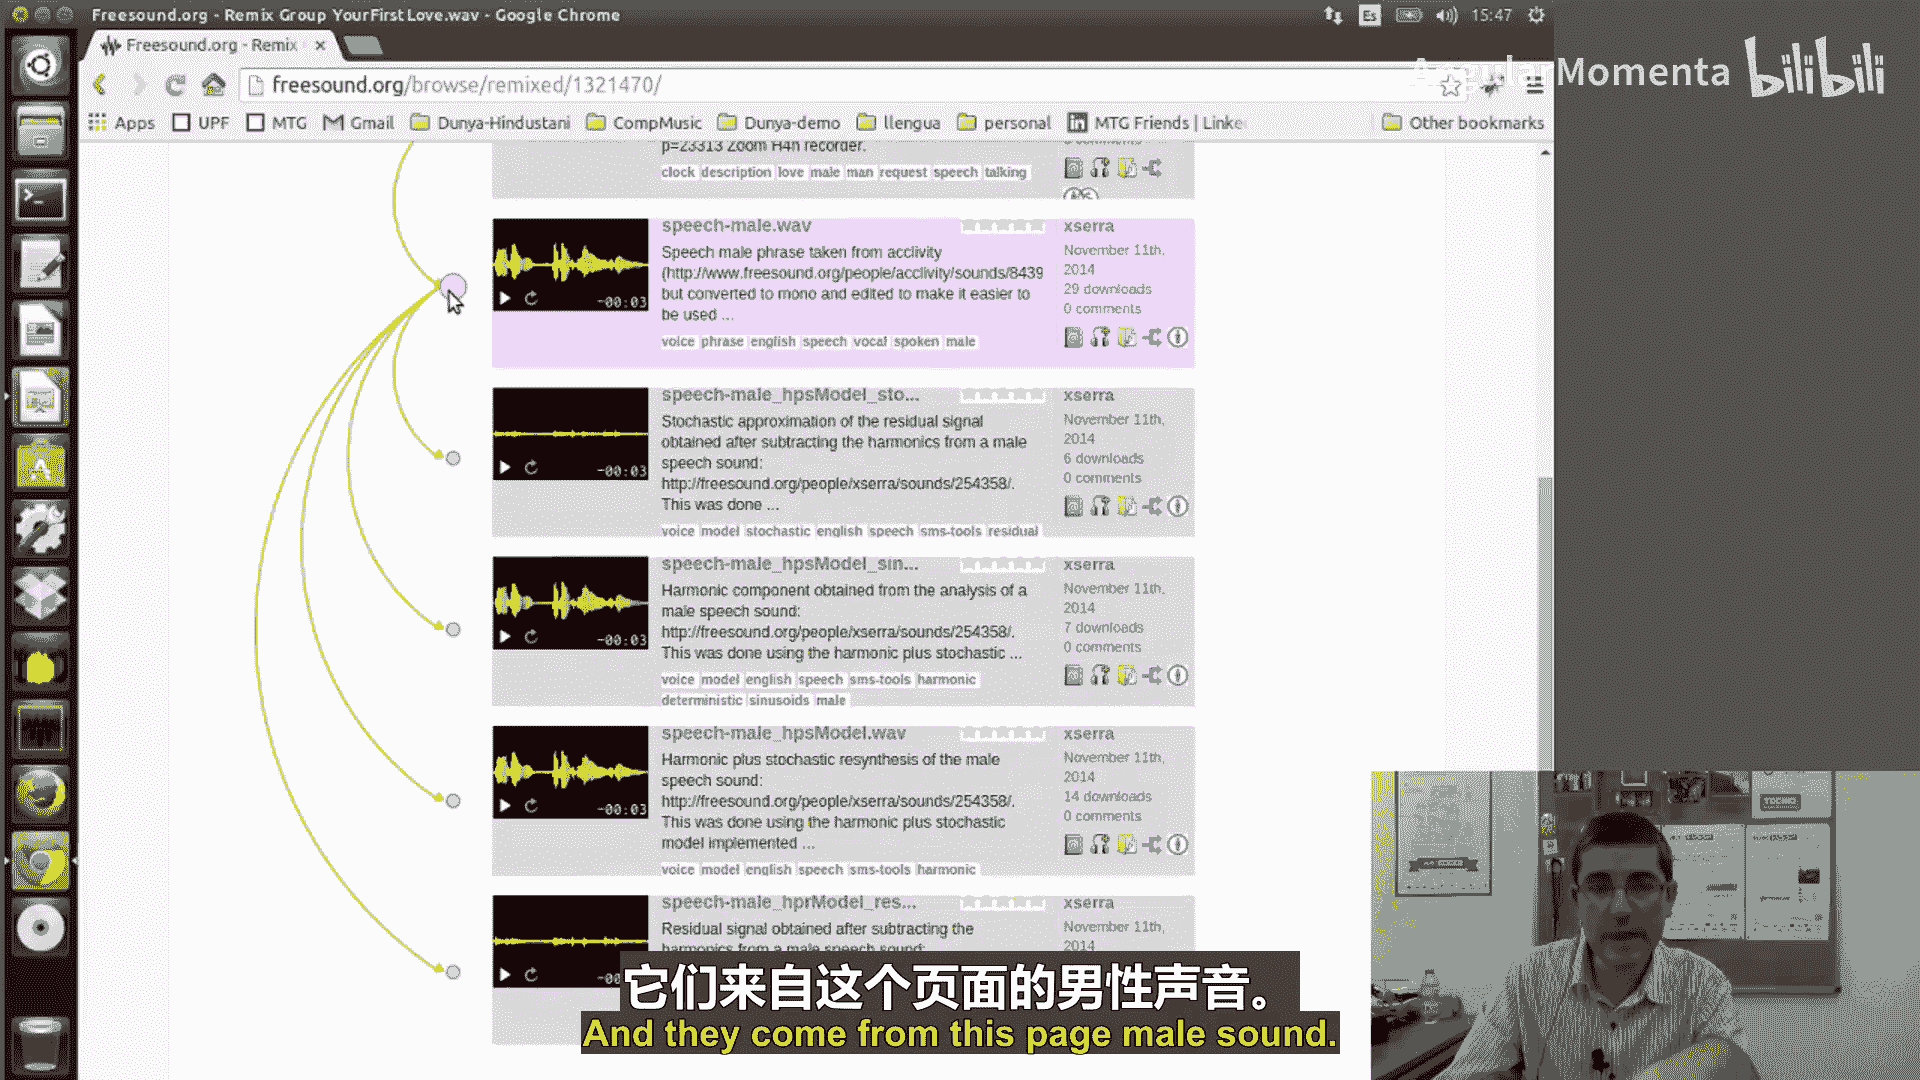 Freesound.org - Remix Group YourFirst Love.wav - Google Chrome
Es
15:47
Freesound.org - Remix
AngularMomenta bilibili
freesound.org/browse/remixed/1321470/
Apps UPF MTG Gmail Dunya-Hindustani CompMusic Dunya-demo llengua personal MTG Friends | Linke Other bookmarks
p=23313 Zoom H4n recorder.
clock description love male man request speech talking
speech-male.wav
xserra
Speech male phrase taken from acclivity
(http://www.freesound.org/people/acclivity/sounds/8439
but converted to mono and edited to make it easier to
be used ...
voice phrase english speech vocal spoken male
November 11th,
2014
29 downloads
0 comments
-00:03
speech-male_hpsModel_sto...
xserra
Stochastic approximation of the residual signal
obtained after subtracting the harmonics from a male
speech sound:
http://freesound.org/people/xserra/sounds/254358/.
This was done ...
voice model stochastic english speech sms-tools residual
November 11th,
2014
6 downloads
0 comments
-00:03
speech-male_hpsModel_sin...
xserra
Harmonic component obtained from the analysis of a
male speech sound:
http://freesound.org/people/xserra/sounds/254358/.
This was done using the harmonic plus stochastic ...
voice model english speech sms-tools harmonic
deterministic sinusoids male
November 11th,
2014
7 downloads
0 comments
-00:03
speech-male_hpsModel.wav
xserra
Harmonic plus stochastic resynthesis of the male
speech sound:
http://freesound.org/people/xserra/sounds/254358/.
This was done using the harmonic plus stochastic
model implemented ...
voice model english speech sms-tools harmonic
November 11th,
2014
14 downloads
0 comments
-00:03
speech-male_hprModel_res...
xserra
Residual signal obtained after subtracting the
harmonics from a male speech sound:
November 11th,
2014
它们来自这个页面的男性声音。
And they come from this page male sound.